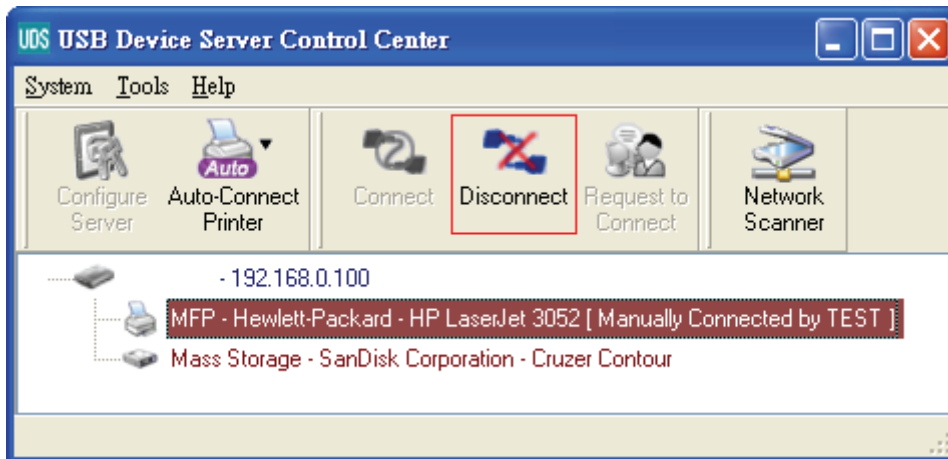 UDS USB Device Server Control Center
System Tools Help
Auto
Configure Server
Auto-Connect Printer
Connect
Disconnect
Request to Connect
Network Scanner
- 192.168.0.100
MFP - Hewlett-Packard - HP LaserJet 3052 [ Manually Connected by TEST ]
Mass Storage - SanDisk Corporation - Cruzer Contour